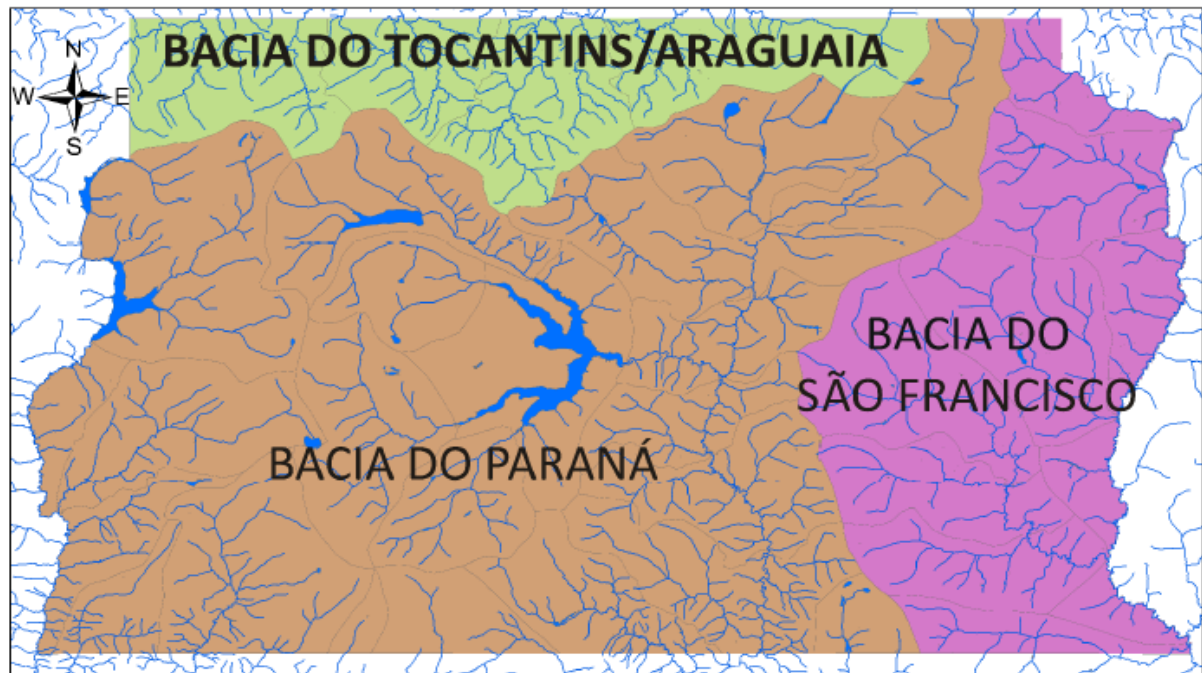 BACIA DO TOCANTINS/ARAGUAIA
N
W E
S
BACIA DO
SÃO FRANCISCO
BACIA DO PARANÁ